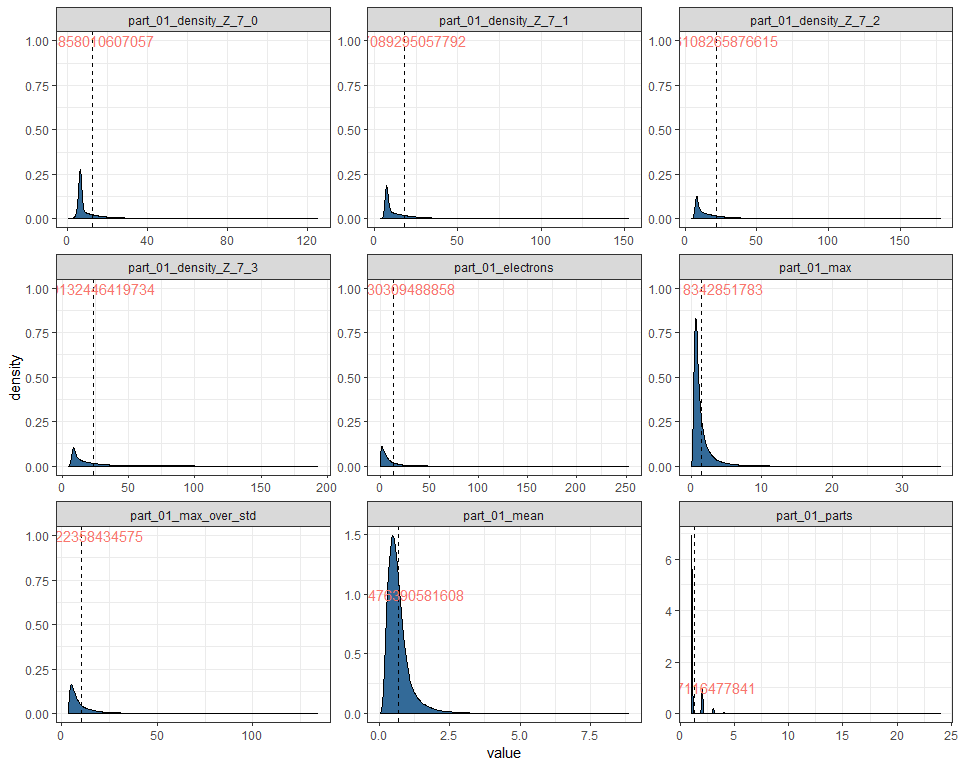 part_01_density_Z_7_0 part_01_density_Z_7_1 part_01_density_Z_7_2
858010607057 089295057792 108265876615
1.00 1.00 1.00
0.75 0.75 0.75
0.50 0.50 0.50
0.25 0.25 0.25
0.00 0.00 0.00
0 40 80 120 0 50 100 150 0 50 100 150
part_01_density_Z_7_3 part_01_electrons part_01_max
0132446419734 30309488858 8342851783
1.00 1.00 1.00
0.75 0.75 0.75
0.50 0.50 0.50
0.25 0.25 0.25
0.00 0.00 0.00
0 50 100 150 200 0 50 100 150 200 250 0 10 20 30
density
part_01_max_over_std part_01_mean part_01_parts
22358434575 476390581608 7116477841
1.00 1.5 6
0.75 1.0 4
0.50 0.5 2
0.25 0.0 0
0.00
0 50 100 0.0 2.5 5.0 7.5 0 5 10 15 20 25
value